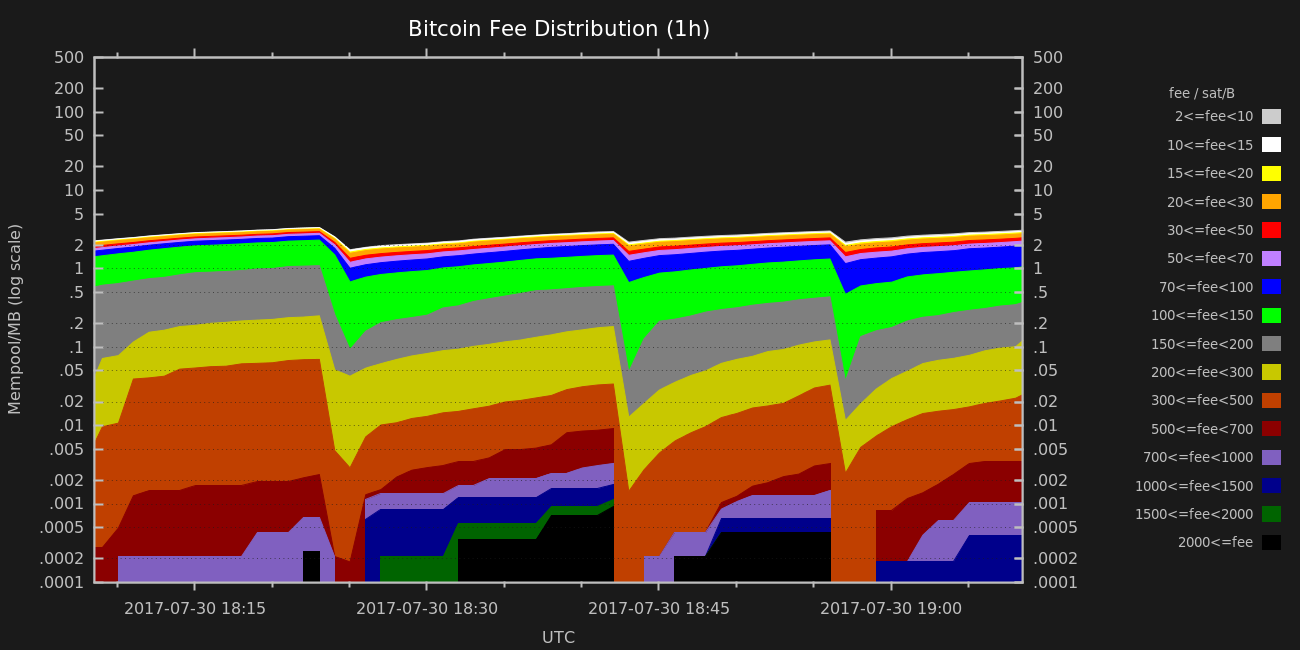 Bitcoin Fee Distribution (1h)
Mempool/MB (log scale)
500
200
100
50
20
10
5
2
1
.5
.2
.1
.05
.02
.01
.005
.002
.001
.0005
.0002
.0001
500
200
100
50
20
10
5
2
1
.5
.2
.1
.05
.02
.01
.005
.002
.001
.0005
.0002
.0001
2017-07-30 18:15 2017-07-30 18:30 2017-07-30 18:45 2017-07-30 19:00
UTC
fee / sat/B
2<=fee<10
10<=fee<15
15<=fee<20
20<=fee<30
30<=fee<50
50<=fee<70
70<=fee<100
100<=fee<150
150<=fee<200
200<=fee<300
300<=fee<500
500<=fee<700
700<=fee<1000
1000<=fee<1500
1500<=fee<2000
2000<=fee